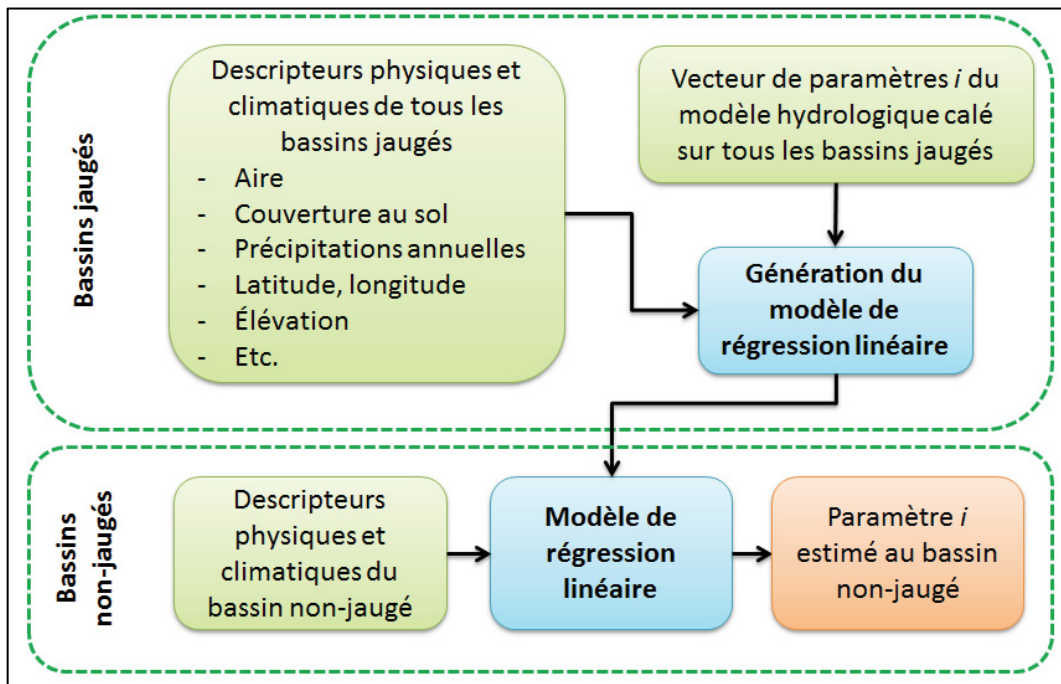 Bassins jaugés
Descripteurs physiques et
climatiques de tous les
bassins jaugés
- Aire
- Couverture au sol
- Précipitations annuelles
- Latitude, longitude
- Élévation
- Etc.
Vecteur de paramètres i du
modèle hydrologique calé
sur tous les bassins jaugés
Génération du
modèle de
régression linéaire
Bassins
non-jaugés
Descripteurs
physiques et
climatiques du
bassin non-jaugé
Modèle de
régression
linéaire
Paramètre i
estimé au bassin
non-jaugé